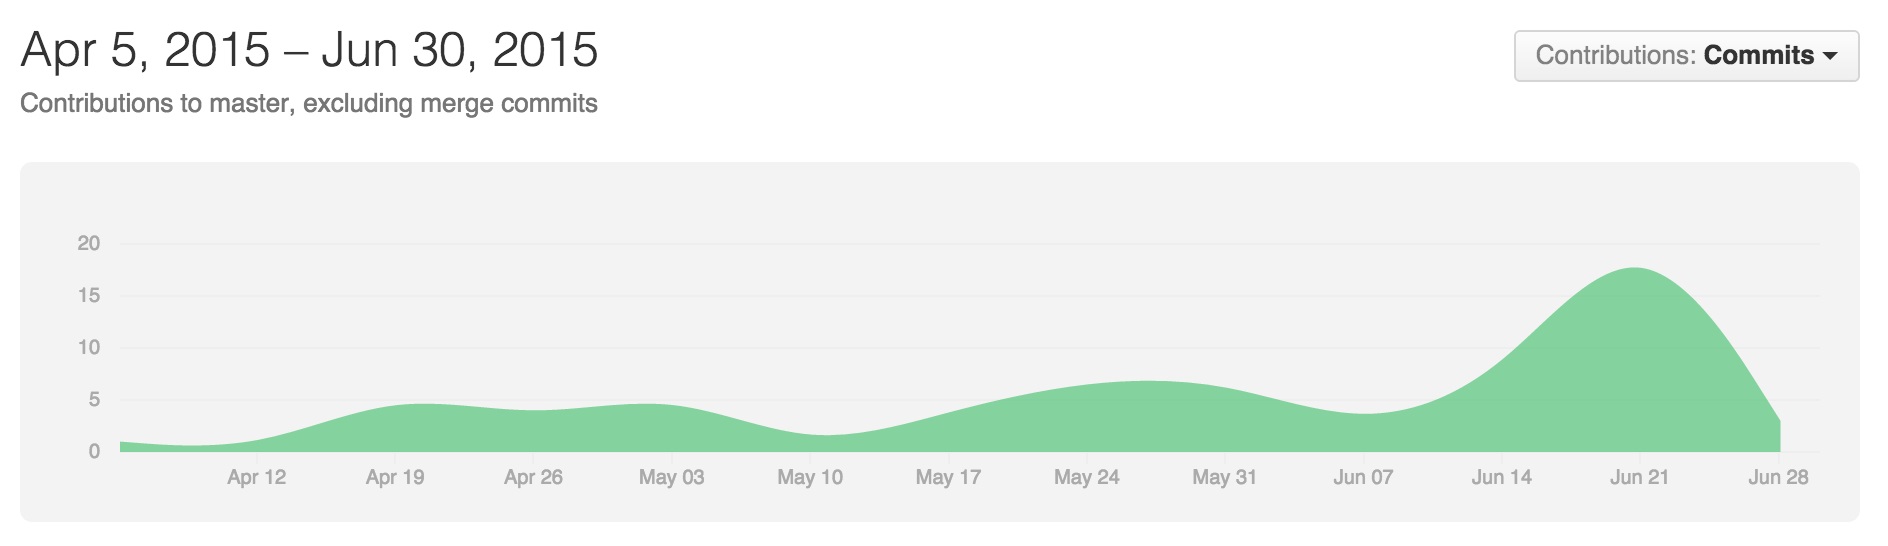 Apr 5, 2015 – Jun 30, 2015
Contributions: Commits
Contributions to master, excluding merge commits
20
15
10
5
0
Apr 12 Apr 19 Apr 26 May 03 May 10 May 17 May 24 May 31 Jun 07 Jun 14 Jun 21 Jun 28